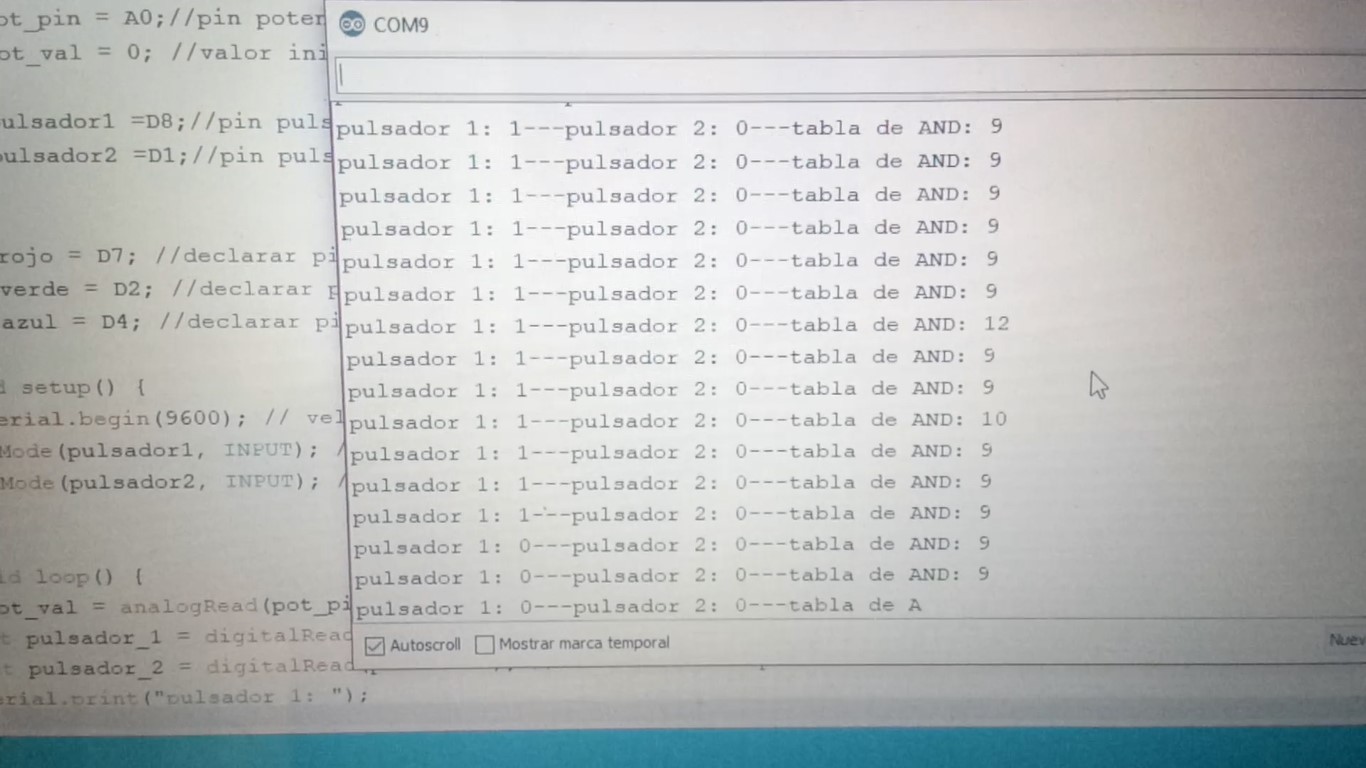 ot_pin = A0;//pin poten
ot_val = 0; //valor ini
ulsador1 =D8;//pin puls
pulsador2 =D1;//pin puls
rojo = D7; //declarar pi
verde = D2; //declarar p
azul = D4; //declarar pi
d setup() {
erial.begin(9600); // vel
Mode(pulsador1, INPUT); /
Mode(pulsador2, INPUT); /
id loop() {
ot_val = analogRead(pot_pi
t pulsador_1 = digitalRead
t pulsador_2 = digitalRead
erial.print("pulsador 1: ");
COM9
pulsador 1: 1---pulsador 2: 0---tabla de AND: 9
pulsador 1: 1---pulsador 2: 0---tabla de AND: 9
pulsador 1: 1---pulsador 2: 0---tabla de AND: 9
pulsador 1: 1---pulsador 2: 0---tabla de AND: 9
pulsador 1: 1---pulsador 2: 0---tabla de AND: 9
pulsador 1: 1---pulsador 2: 0---tabla de AND: 9
pulsador 1: 1---pulsador 2: 0---tabla de AND: 12
pulsador 1: 1---pulsador 2: 0---tabla de AND: 9
pulsador 1: 1---pulsador 2: 0---tabla de AND: 9
pulsador 1: 1---pulsador 2: 0---tabla de AND: 10
pulsador 1: 1---pulsador 2: 0---tabla de AND: 9
pulsador 1: 1---pulsador 2: 0---tabla de AND: 9
pulsador 1: 1---pulsador 2: 0---tabla de AND: 9
pulsador 1: 0---pulsador 2: 0---tabla de AND: 9
pulsador 1: 0---pulsador 2: 0---tabla de AND: 9
pulsador 1: 0---pulsador 2: 0---tabla de A
Autoscroll Mostrar marca temporal
Nuev